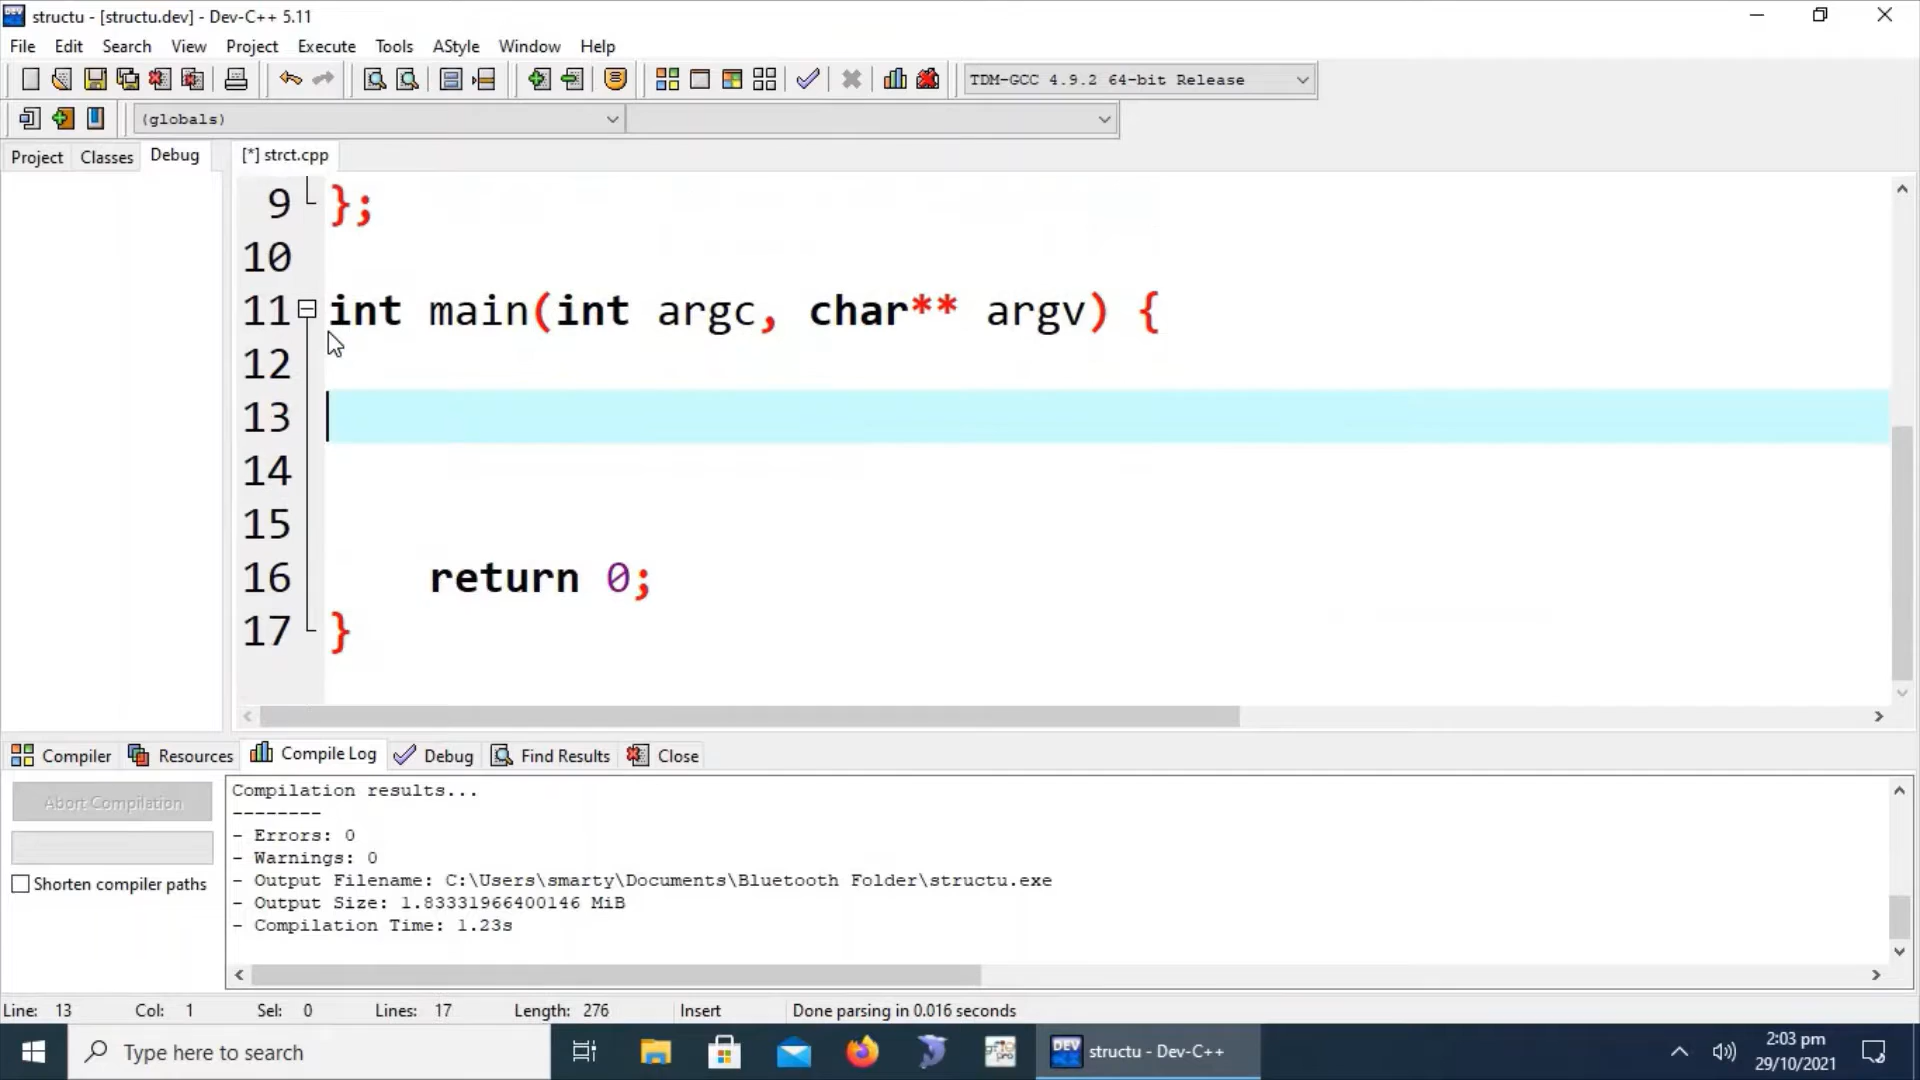 structu - [structu.dev] - Dev-C++ 5.11
File Edit Search View Project Execute Tools AStyle Window Help
TDM-GCC 4.9.2 64-bit Release
(globals)
Project Classes Debug [*] strct.cpp
9 };
10
11 int main(int argc, char** argv) {
12
13
14
15
16 return 0;
17 }
Compiler Resources Compile Log Debug Find Results Close
Abort Compilation
Shorten compiler paths
Compilation results...
--------
- Errors: 0
- Warnings: 0
- Output Filename: C:\Users\smarty\Documents\Bluetooth Folder\structu.exe
- Output Size: 1.83331966400146 MiB
- Compilation Time: 1.23s
Line: 13 Col: 1 Sel: 0 Lines: 17 Length: 276 Insert Done parsing in 0.016 seconds
Type here to search
DEV structu - Dev-C++
2:03 pm
29/10/2021